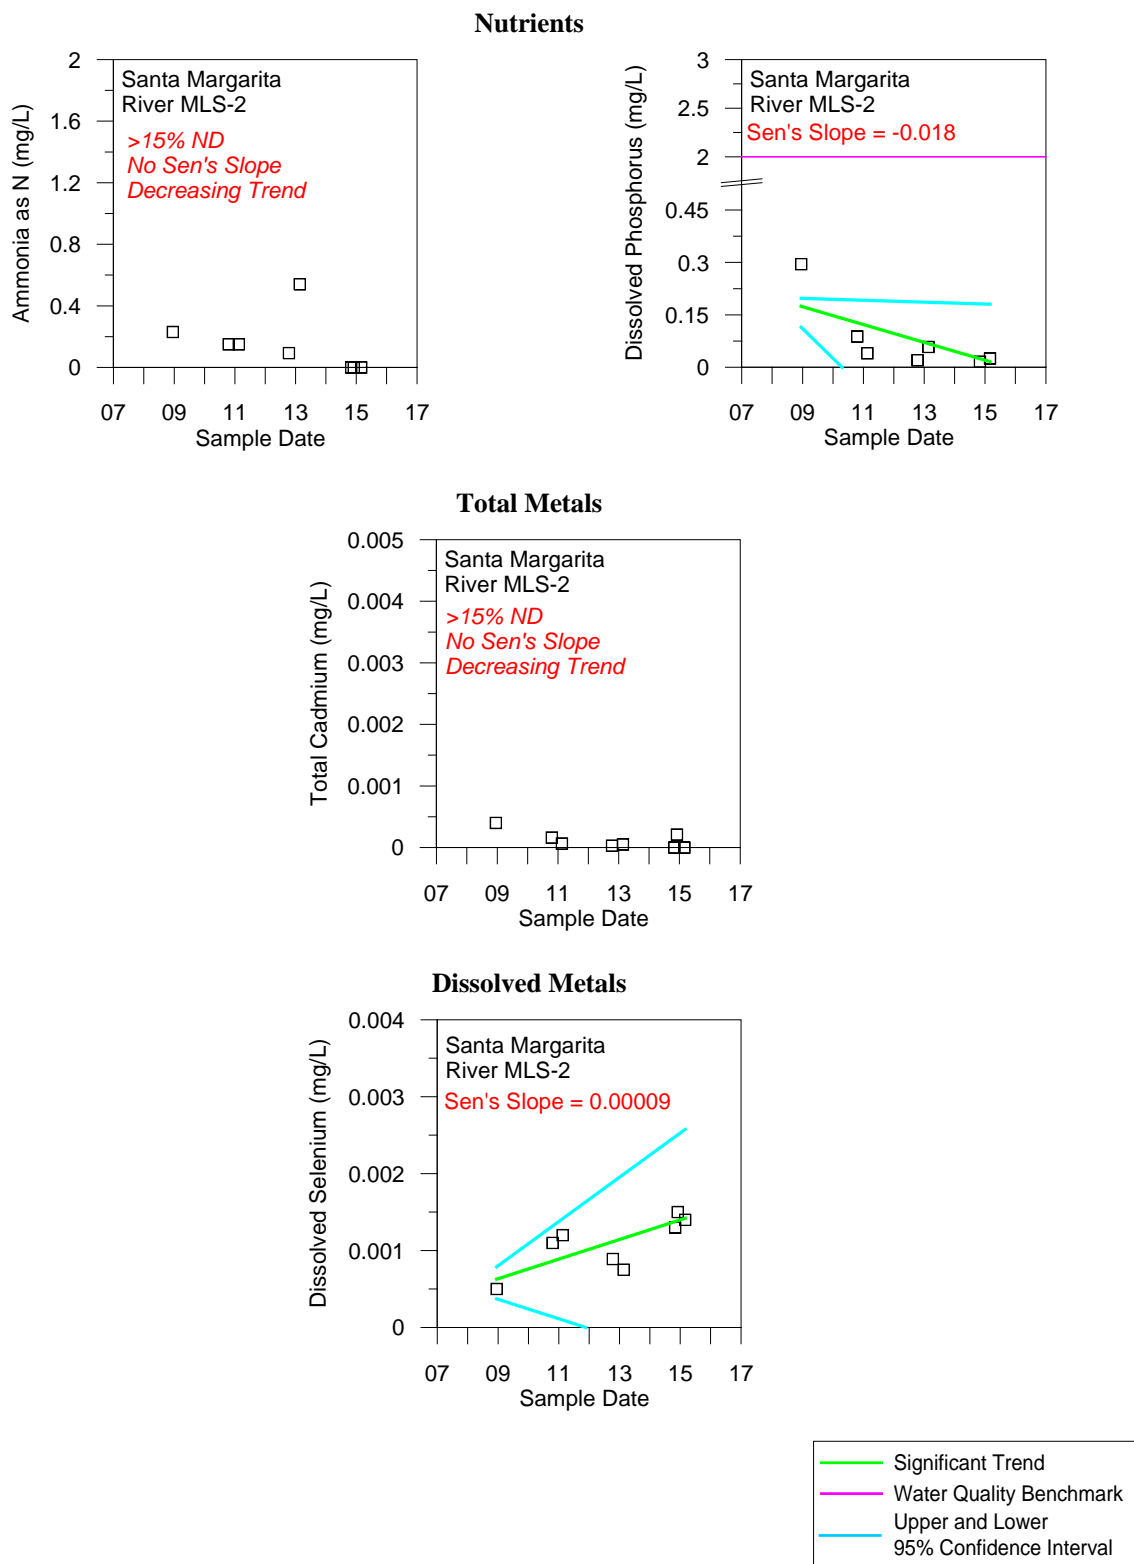 Nutrients
Ammonia as N (mg/L)
2
1.6
1.2
0.8
0.4
0
Santa Margarita
River MLS-2
>15% ND
No Sen's Slope
Decreasing Trend
07 09 11 13 15 17
Sample Date
Dissolved Phosphorus (mg/L)
3
2.5
2
0.45
0.3
0.15
0
Santa Margarita
River MLS-2
Sen's Slope = -0.018
07 09 11 13 15 17
Sample Date
Total Metals
Total Cadmium (mg/L)
0.005
0.004
0.003
0.002
0.001
0
Santa Margarita
River MLS-2
>15% ND
No Sen's Slope
Decreasing Trend
07 09 11 13 15 17
Sample Date
Dissolved Metals
Dissolved Selenium (mg/L)
0.004
0.003
0.002
0.001
0
Santa Margarita
River MLS-2
Sen's Slope = 0.00009
07 09 11 13 15 17
Sample Date
Significant Trend
Water Quality Benchmark
Upper and Lower
95% Confidence Interval